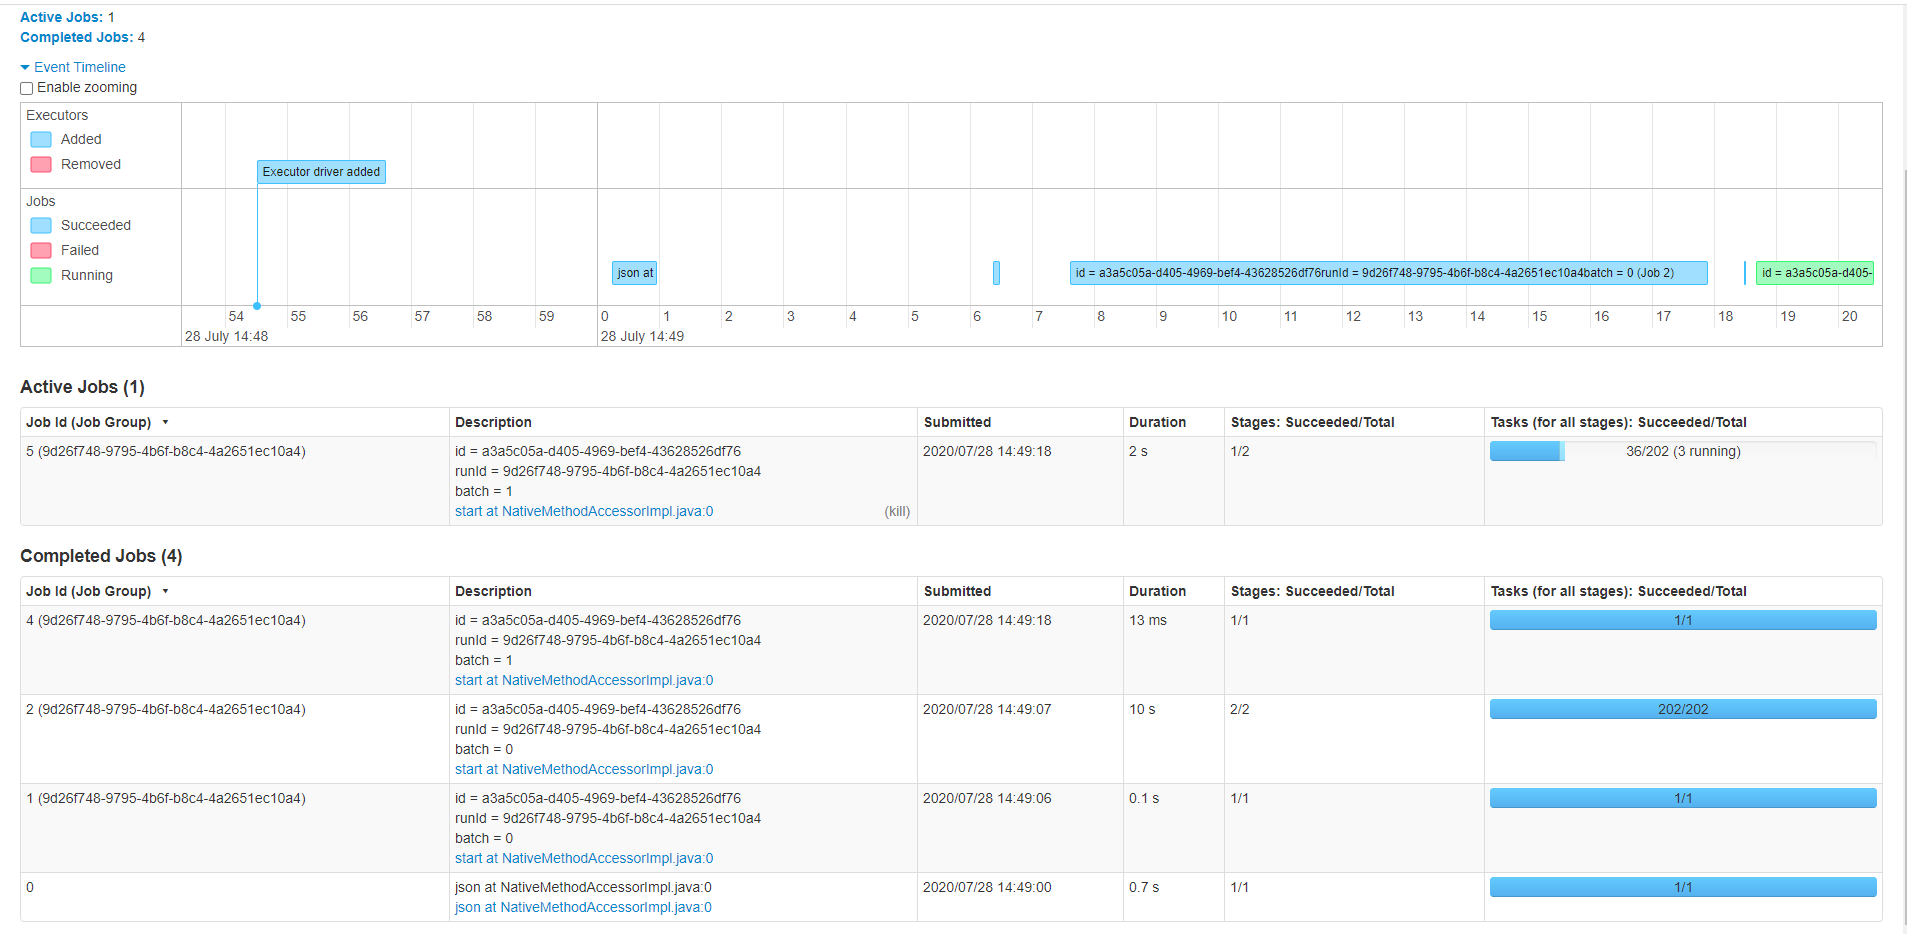 Active Jobs: 1
Completed Jobs: 4
Event Timeline
Enable zooming
Executors
Added
Removed
Executor driver added
Jobs
Succeeded
Failed
Running
json at
id = a3a5c05a-d405-4969-bef4-43628526df76runId = 9d26f748-9795-4b6f-b8c4-4a2651ec10a4batch = 0 (Job 2)
id = a3a5c05a-d405-
54 55 56 57 58 59 0 1 2 3 4 5 6 7 8 9 10 11 12 13 14 15 16 17 18 19 20
28 July 14:48 28 July 14:49
Active Jobs (1)
Job Id (Job Group) Description Submitted Duration Stages: Succeeded/Total Tasks (for all stages): Succeeded/Total
5 (9d26f748-9795-4b6f-b8c4-4a2651ec10a4) id = a3a5c05a-d405-4969-bef4-43628526df76 2020/07/28 14:49:18 2 s 1/2 36/202 (3 running)
runId = 9d26f748-9795-4b6f-b8c4-4a2651ec10a4
batch = 1
start at NativeMethodAccessorImpl.java:0 (kill)
Completed Jobs (4)
Job Id (Job Group) Description Submitted Duration Stages: Succeeded/Total Tasks (for all stages): Succeeded/Total
4 (9d26f748-9795-4b6f-b8c4-4a2651ec10a4) id = a3a5c05a-d405-4969-bef4-43628526df76 2020/07/28 14:49:18 13 ms 1/1 1/1
runId = 9d26f748-9795-4b6f-b8c4-4a2651ec10a4
batch = 1
start at NativeMethodAccessorImpl.java:0
2 (9d26f748-9795-4b6f-b8c4-4a2651ec10a4) id = a3a5c05a-d405-4969-bef4-43628526df76 2020/07/28 14:49:07 10 s 2/2 202/202
runId = 9d26f748-9795-4b6f-b8c4-4a2651ec10a4
batch = 0
start at NativeMethodAccessorImpl.java:0
1 (9d26f748-9795-4b6f-b8c4-4a2651ec10a4) id = a3a5c05a-d405-4969-bef4-43628526df76 2020/07/28 14:49:06 0.1 s 1/1 1/1
runId = 9d26f748-9795-4b6f-b8c4-4a2651ec10a4
batch = 0
start at NativeMethodAccessorImpl.java:0
0 json at NativeMethodAccessorImpl.java:0 2020/07/28 14:49:00 0.7 s 1/1 1/1
json at NativeMethodAccessorImpl.java:0